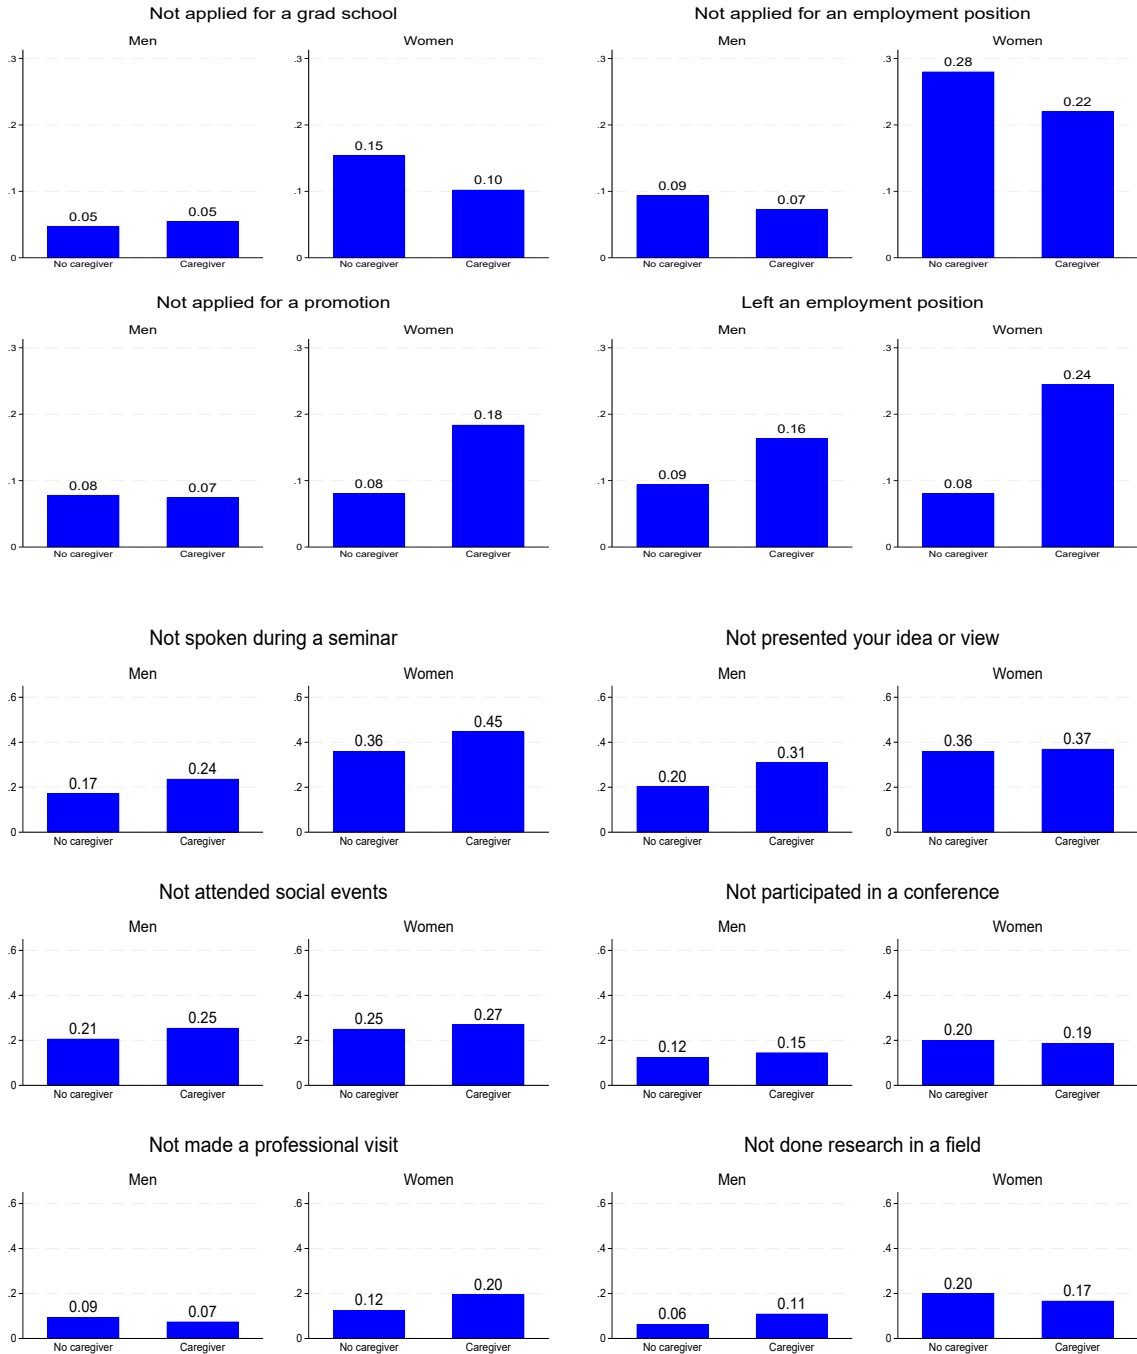 Not applied for a grad school
Men
Women
.3
.2
.1
0
0.05
0.05
No caregiver
Caregiver
.3
.2
.1
0
0.15
0.10
No caregiver
Caregiver
Not applied for an employment position
Men
Women
.3
.2
.1
0
0.09
0.07
No caregiver
Caregiver
.3
.2
.1
0
0.28
0.22
No caregiver
Caregiver
Not applied for a promotion
Men
Women
.3
.2
.1
0
0.08
0.07
No caregiver
Caregiver
.3
.2
.1
0
0.08
0.18
No caregiver
Caregiver
Left an employment position
Men
Women
.3
.2
.1
0
0.09
0.16
No caregiver
Caregiver
.3
.2
.1
0
0.08
0.24
No caregiver
Caregiver
Not spoken during a seminar
Men
Women
.6
.4
.2
0
0.17
0.24
No caregiver
Caregiver
.6
.4
.2
0
0.36
0.45
No caregiver
Caregiver
Not presented your idea or view
Men
Women
.6
.4
.2
0
0.20
0.31
No caregiver
Caregiver
.6
.4
.2
0
0.36
0.37
No caregiver
Caregiver
Not attended social events
Men
Women
.6
.4
.2
0
0.21
0.25
No caregiver
Caregiver
.6
.4
.2
0
0.25
0.27
No caregiver
Caregiver
Not participated in a conference
Men
Women
.6
.4
.2
0
0.12
0.15
No caregiver
Caregiver
.6
.4
.2
0
0.20
0.19
No caregiver
Caregiver
Not made a professional visit
Men
Women
.6
.4
.2
0
0.09
0.07
No caregiver
Caregiver
.6
.4
.2
0
0.12
0.20
No caregiver
Caregiver
Not done research in a field
Men
Women
.6
.4
.2
0
0.06
0.11
No caregiver
Caregiver
.6
.4
.2
0
0.20
0.17
No caregiver
Caregiver